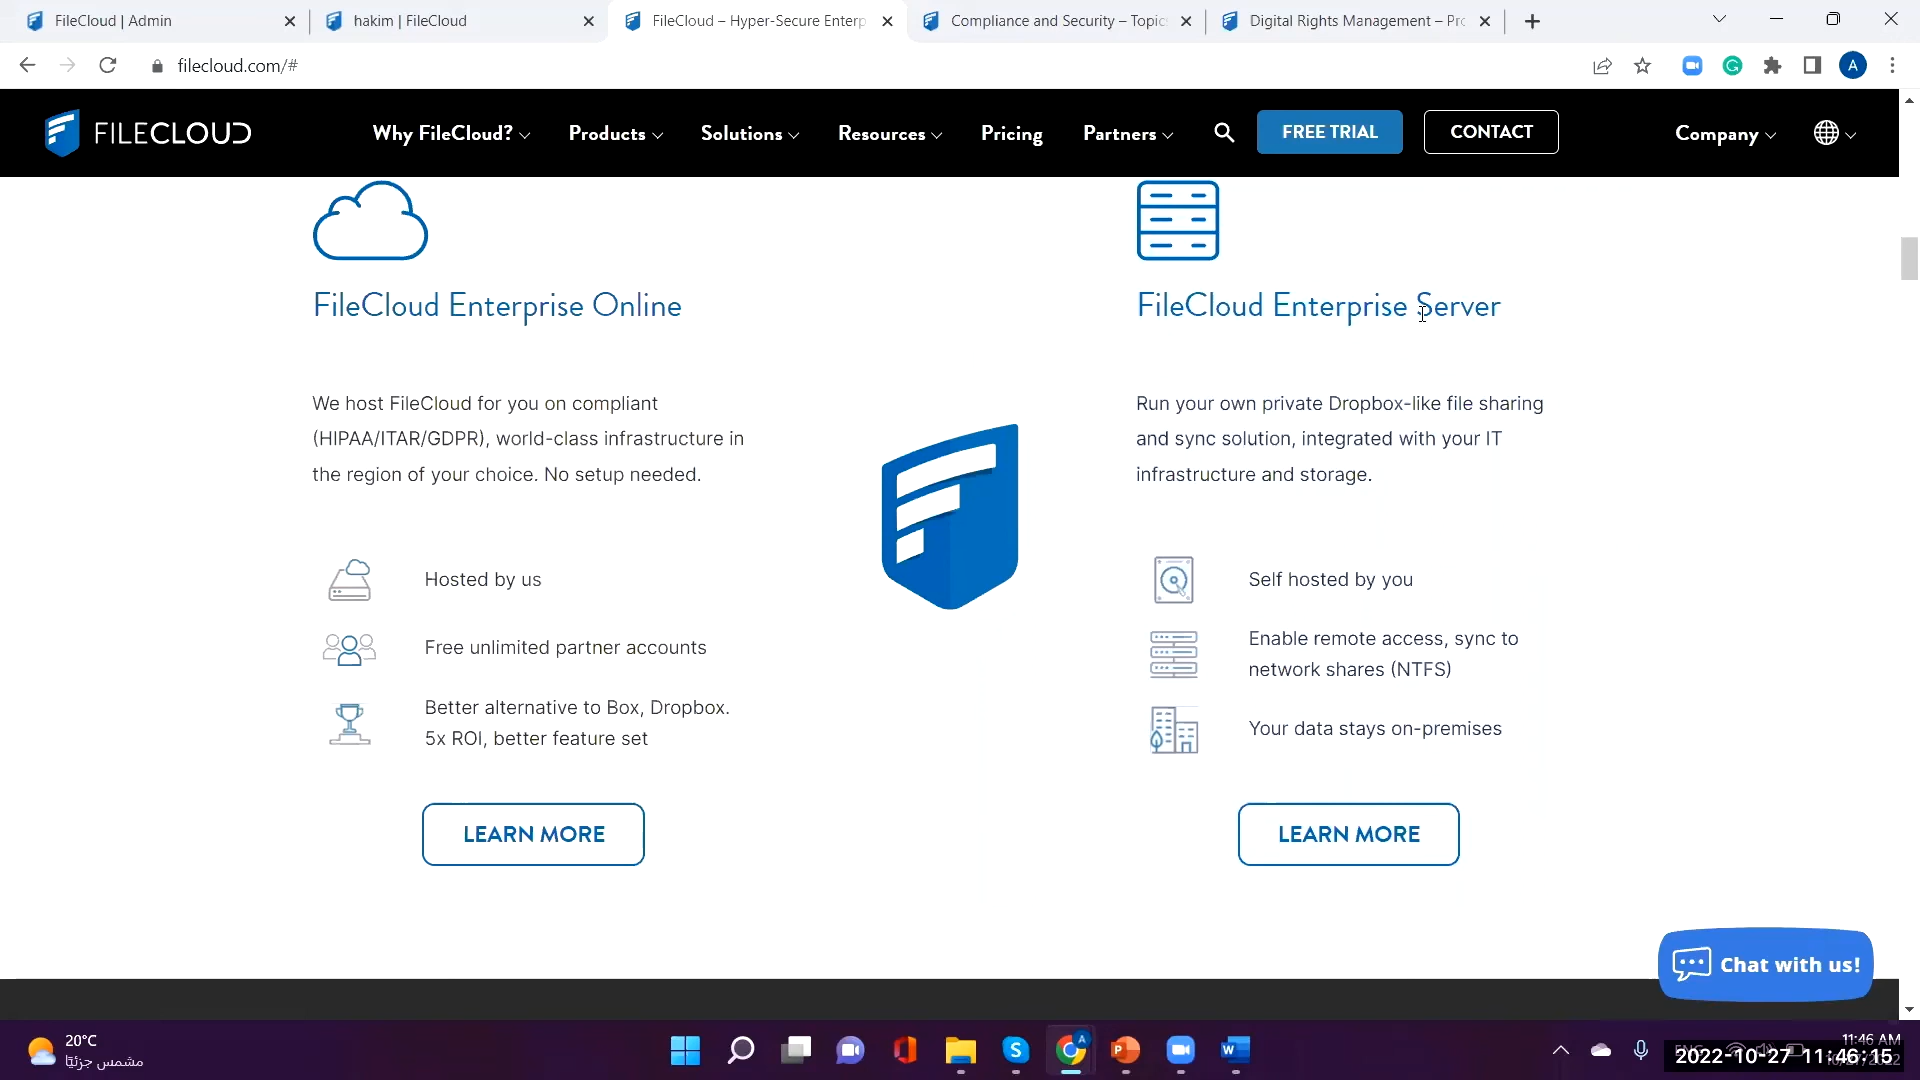 FileCloud | Admin
hakim | FileCloud
FileCloud – Hyper-Secure Enterp
Compliance and Security – Topic
Digital Rights Management – Pro
filecloud.com/#
A
FILECLOUD
Why FileCloud?
Products
Solutions
Resources
Pricing
Partners
FREE TRIAL
CONTACT
Company
FileCloud Enterprise Online
We host FileCloud for you on compliant
(HIPAA/ITAR/GDPR), world-class infrastructure in
the region of your choice. No setup needed.
Hosted by us
Free unlimited partner accounts
Better alternative to Box, Dropbox.
5x ROI, better feature set
LEARN MORE
FileCloud Enterprise Server
Run your own private Dropbox-like file sharing
and sync solution, integrated with your IT
infrastructure and storage.
Self hosted by you
Enable remote access, sync to
network shares (NTFS)
Your data stays on-premises
LEARN MORE
Chat with us!
20°C
مشمس جزئيًا
11:46 AM
2022-10-27 11:46:15